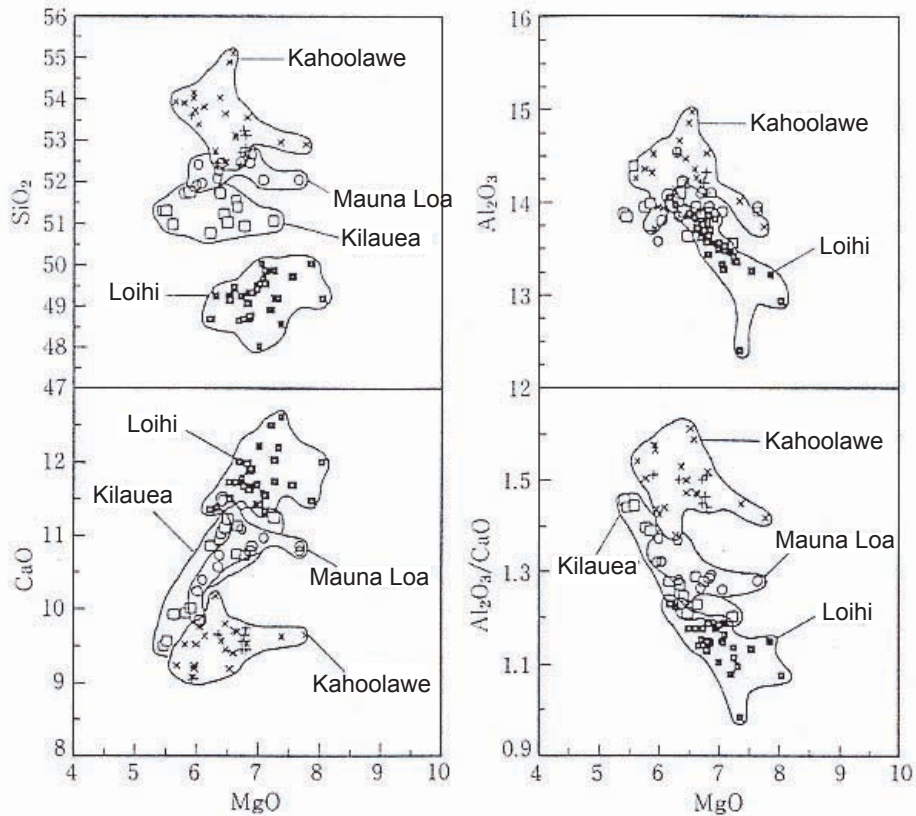 56
55
54
53
52
51
50
49
48
47
SiO₂
Kahoolawe
Mauna Loa
Kilauea
Loihi
16
15
14
13
12
Al₂O₃
Kahoolawe
Loihi
12
11
10
9
8
CaO
Loihi
Kilauea
Mauna Loa
Kahoolawe
4 5 6 7 8 9 10
MgO
1.5
1.3
1.1
0.9
Al₂O₃/CaO
Kahoolawe
Kilauea
Mauna Loa
Loihi
4 5 6 7 8 9 10
MgO